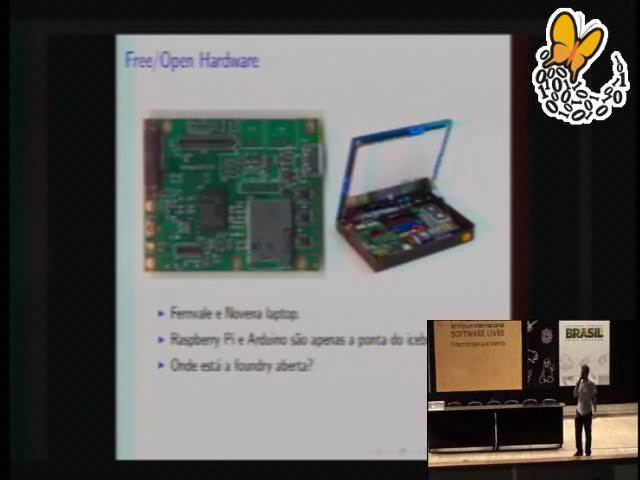 Free/Open Hardware
Fernvale e Novena laptop.
Raspberry Pi e Arduino são apenas a ponta do iceb
Onde está a foundry aberta?
SOFTWARE LIVRE
BRASIL